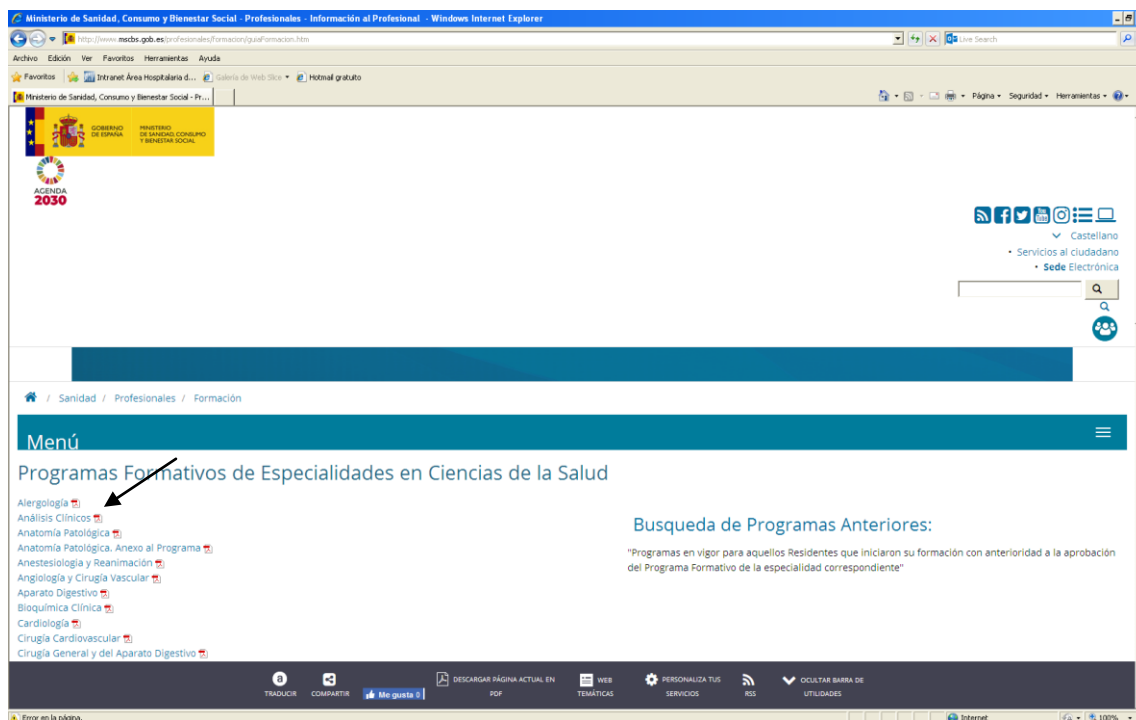 Ministerio de Sanidad, Consumo y Bienestar Social - Profesionales - Información al Profesional - Windows Internet Explorer
http://www.mscbs.gob.es/profesionales/formacion/guiaFormacion.htm
Live Search
Archivo Edición Ver Favoritos Herramientas Ayuda
Favoritos Intranet Área Hospitalaria d... Galería de Web Slice Hotmail gratuito
Ministerio de Sanidad, Consumo y Bienestar Social - Pr...
Página Seguridad Herramientas
GOBIERNO DE ESPAÑA
MINISTERIO DE SANIDAD, CONSUMO Y BIENESTAR SOCIAL
AGENDA
2030
Castellano
• Servicios al ciudadano
• Sede Electrónica
/ Sanidad / Profesionales / Formación
Menú
Programas Formativos de Especialidades en Ciencias de la Salud
Alergología
Análisis Clínicos
Anatomía Patológica
Anatomía Patológica. Anexo al Programa
Anestesiología y Reanimación
Angiología y Cirugía Vascular
Aparato Digestivo
Bioquímica Clínica
Cardiología
Cirugía Cardiovascular
Cirugía General y del Aparato Digestivo
Busqueda de Programas Anteriores:
"Programas en vigor para aquellos Residentes que iniciaron su formación con anterioridad a la aprobación
del Programa Formativo de la especialidad correspondiente"
TRADUCIR
COMPARTIR
Me gusta 0
DESCARGAR PÁGINA ACTUAL EN PDF
WEB TEMÁTICAS
PERSONALIZA TUS SERVICIOS
RSS
OCULTAR BARRA DE UTILIDADES
Error en la página.
Internet
100%